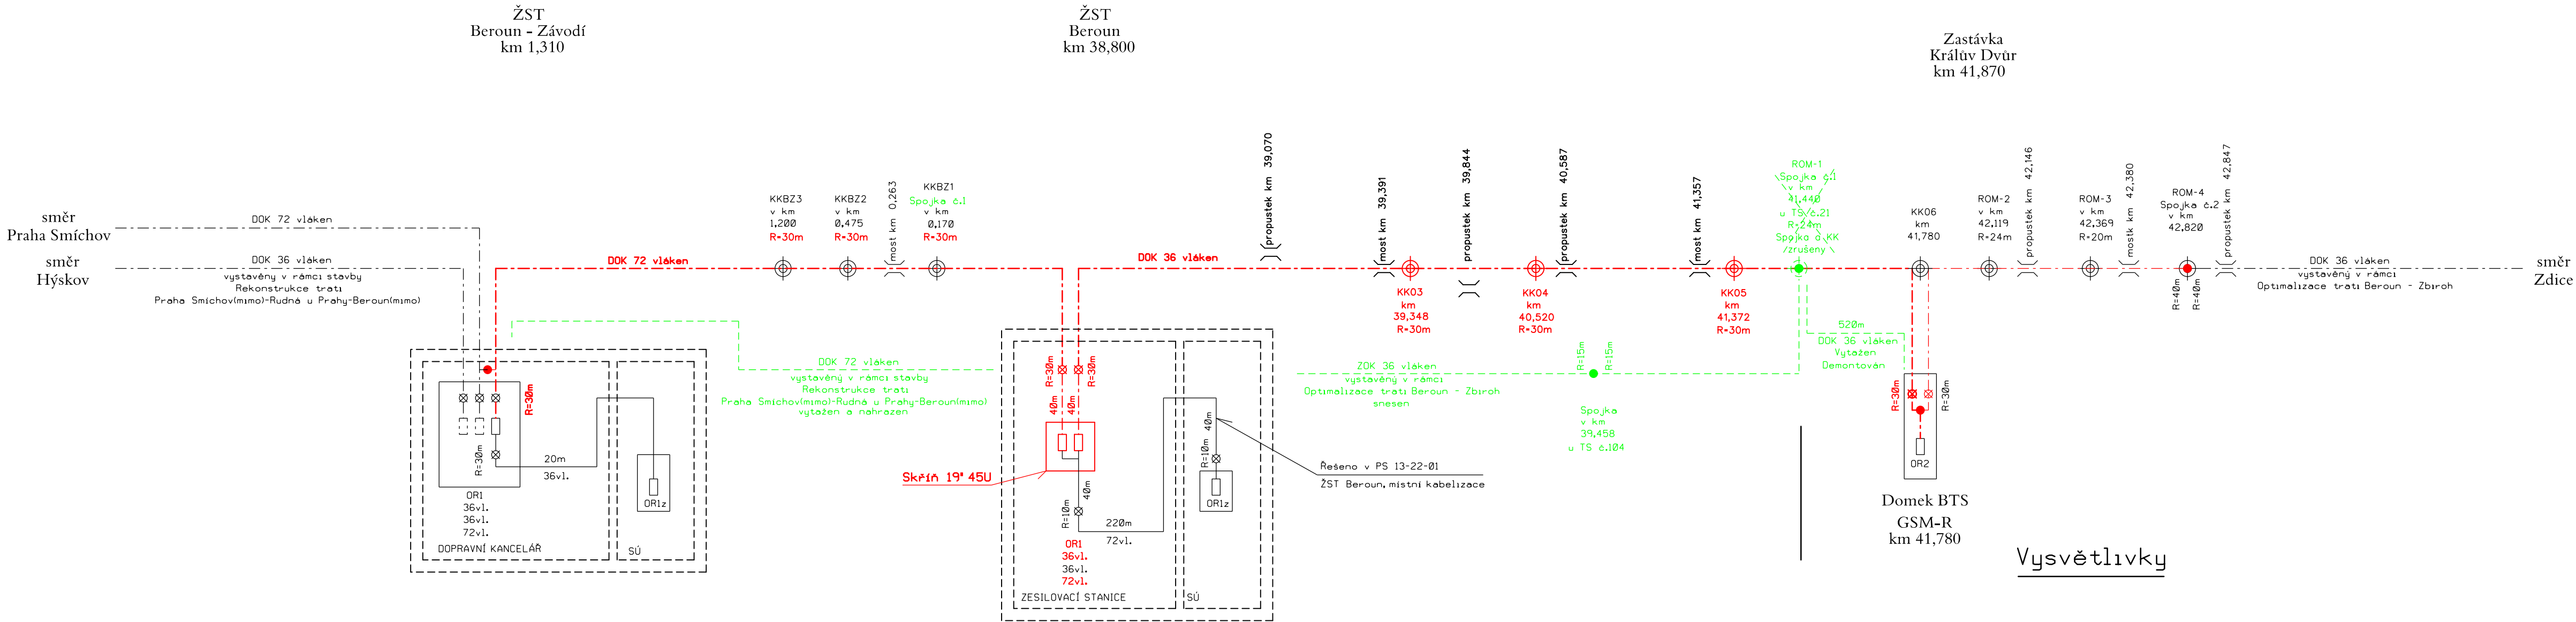 ŽST
Beroun - Závodí
km 1,310
ŽST
Beroun
km 38,800
Zastávka
Králův Dvůr
km 41,870
směr
Praha Smíchov
DOK 72 vláken
směr
Hýskov
DOK 36 vláken
vystavěný v rámci stavby
Rekonstrukce trati
Praha Smíchov(mimo)-Rudná u Prahy-Beroun(mimo)
DOK 72 vláken
KKBZ3
v km
1,200
R=30m
KKBZ2
v km
0,475
R=30m
most km 0,263
KKBZ1
Spojka č.1
v km
0,170
R=30m
DOK 36 vláken
propustek km 39,070
most km 39,391
KK03
km
39,348
R=30m
propustek km 39,844
KK04
km
40,520
R=30m
propustek km 40,587
most km 41,357
KK05
km
41,372
R=30m
ROM-1
Spojka č.1
v km
41,440
u TS č.21
R=24m
Spojka a KK
zrušeny
KK06
km
41,780
ROM-2
v km
42,119
R=24m
propustek km 42,146
ROM-3
v km
42,369
R=20m
mostk km 42,380
ROM-4
Spojka č.2
v km
42,820
R=40m
R=40m
propustek km 42,847
DOK 36 vláken
vystavěný v rámci
Optimalizace trati Beroun - Zbiroh
směr
Zdice
R=30m
R=30m
20m
36vl.
OR1
36vl.
36vl.
72vl.
DOPRAVNÍ KANCELÁŘ
OR1z
SÚ
DOK 72 vláken
vystavěný v rámci stavby
Rekonstrukce trati
Praha Smíchov(mimo)-Rudná u Prahy-Beroun(mimo)
vytažen a nahrazen
Skříň 19" 45U
R=30m
R=30m
40m
40m
40m
R=10m
220m
72vl.
OR1
36vl.
36vl.
72vl.
ZESILOVACÍ STANICE
40m
R=10m
OR1z
SÚ
Řešeno v PS 13-22-01
ŽST Beroun, místní kabelizace
ZOK 36 vláken
vystavěný v rámci
Optimalizace trati Beroun - Zbiroh
snesen
R=15m
R=15m
Spojka
v km
39,458
u TS č.104
520m
DOK 36 vláken
Vytažen
Demontován
R=30m
R=30m
OR2
Domek BTS
GSM-R
km 41,780
Vysvětlivky